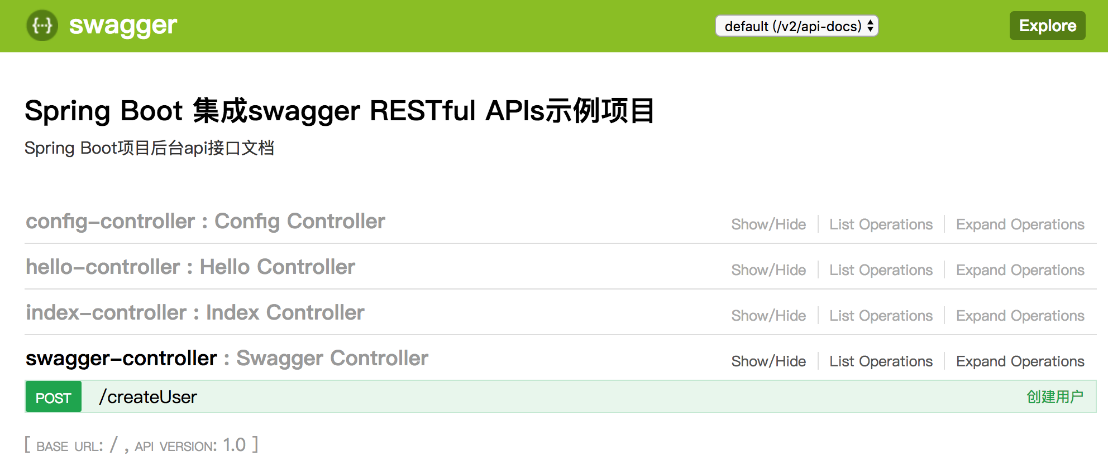 {···} swagger default (/v2/api-docs) Explore
Spring Boot 集成swagger RESTful APIs示例项目
Spring Boot项目后台api接口文档
config-controller : Config Controller Show/Hide List Operations Expand Operations
hello-controller : Hello Controller Show/Hide List Operations Expand Operations
index-controller : Index Controller Show/Hide List Operations Expand Operations
swagger-controller : Swagger Controller Show/Hide List Operations Expand Operations
POST /createUser 创建用户
[ BASE URL: / , API VERSION: 1.0 ]